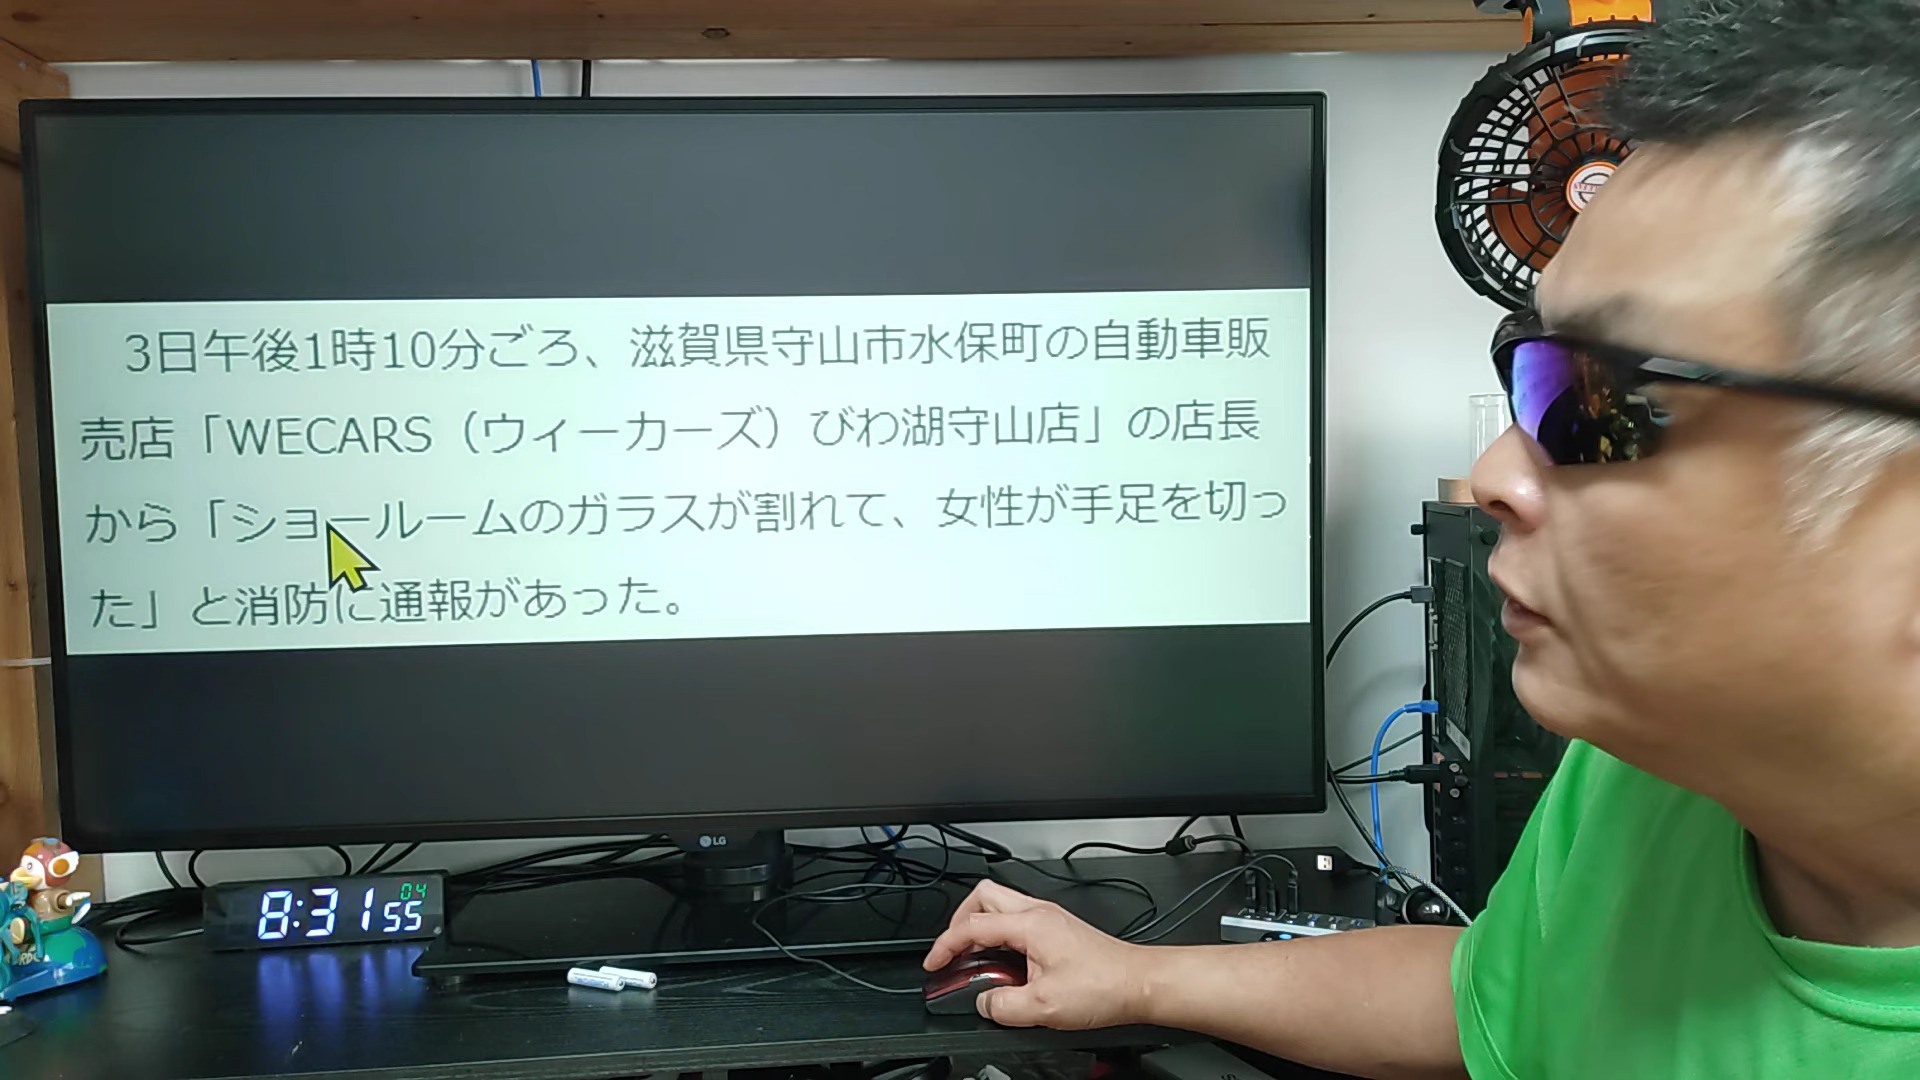 3日午後1時10分ごろ、滋賀県守山市水保町の自動車販
売店「WECARS（ウィーカーズ）びわ湖守山店」の店長
から「ショールームのガラスが割れて、女性が手足を切っ
た」と消防に通報があった。
LG
8:31 55 04